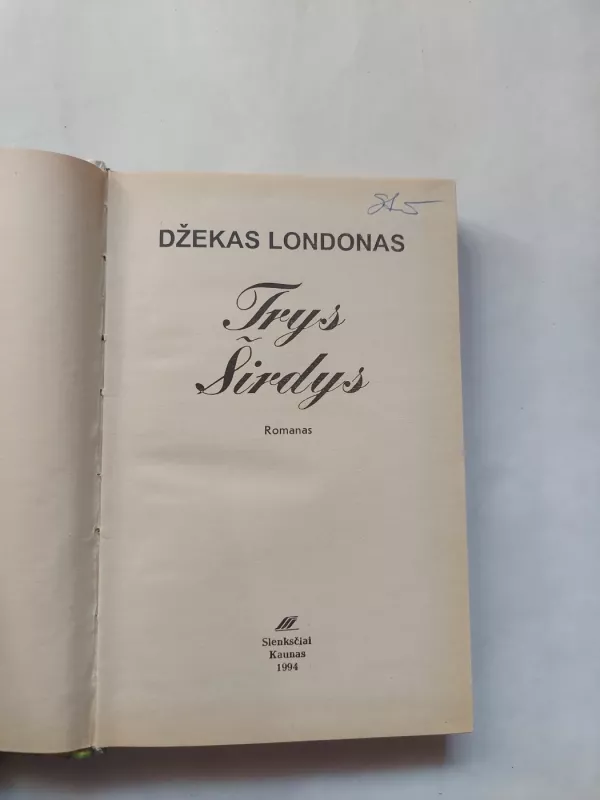 DŽEKAS LONDONAS
Trys
Širdys
Romanas
Slenksčiai
Kaunas
1994